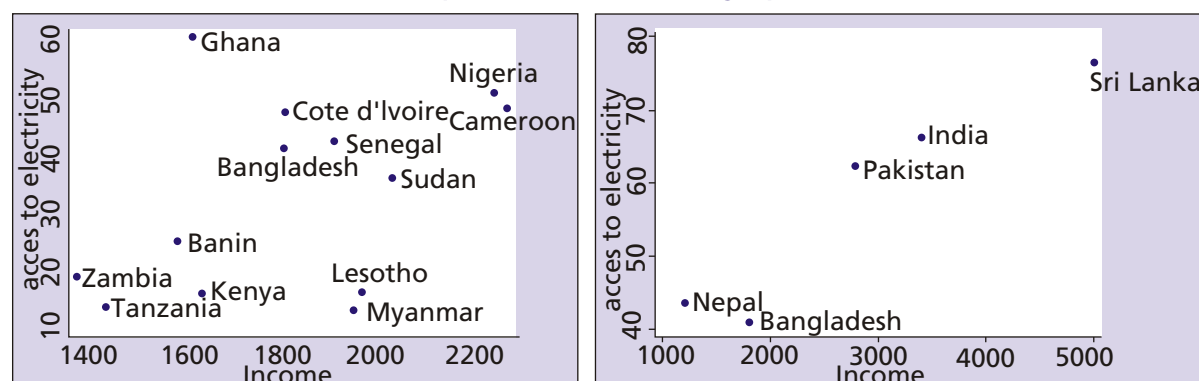 acces to electricity
60
50
40
30
20
10
Ghana
Nigeria
Cote d'Ivoire
Cameroon
Senegal
Bangladesh
Sudan
Banin
Zambia
Lesotho
Kenya
Tanzania
Myanmar
1400 1600 1800 2000 2200
Income
acces to electricity
80
70
60
50
40
Sri Lanka
India
Pakistan
Nepal
Bangladesh
1000 2000 3000 4000 5000
Income